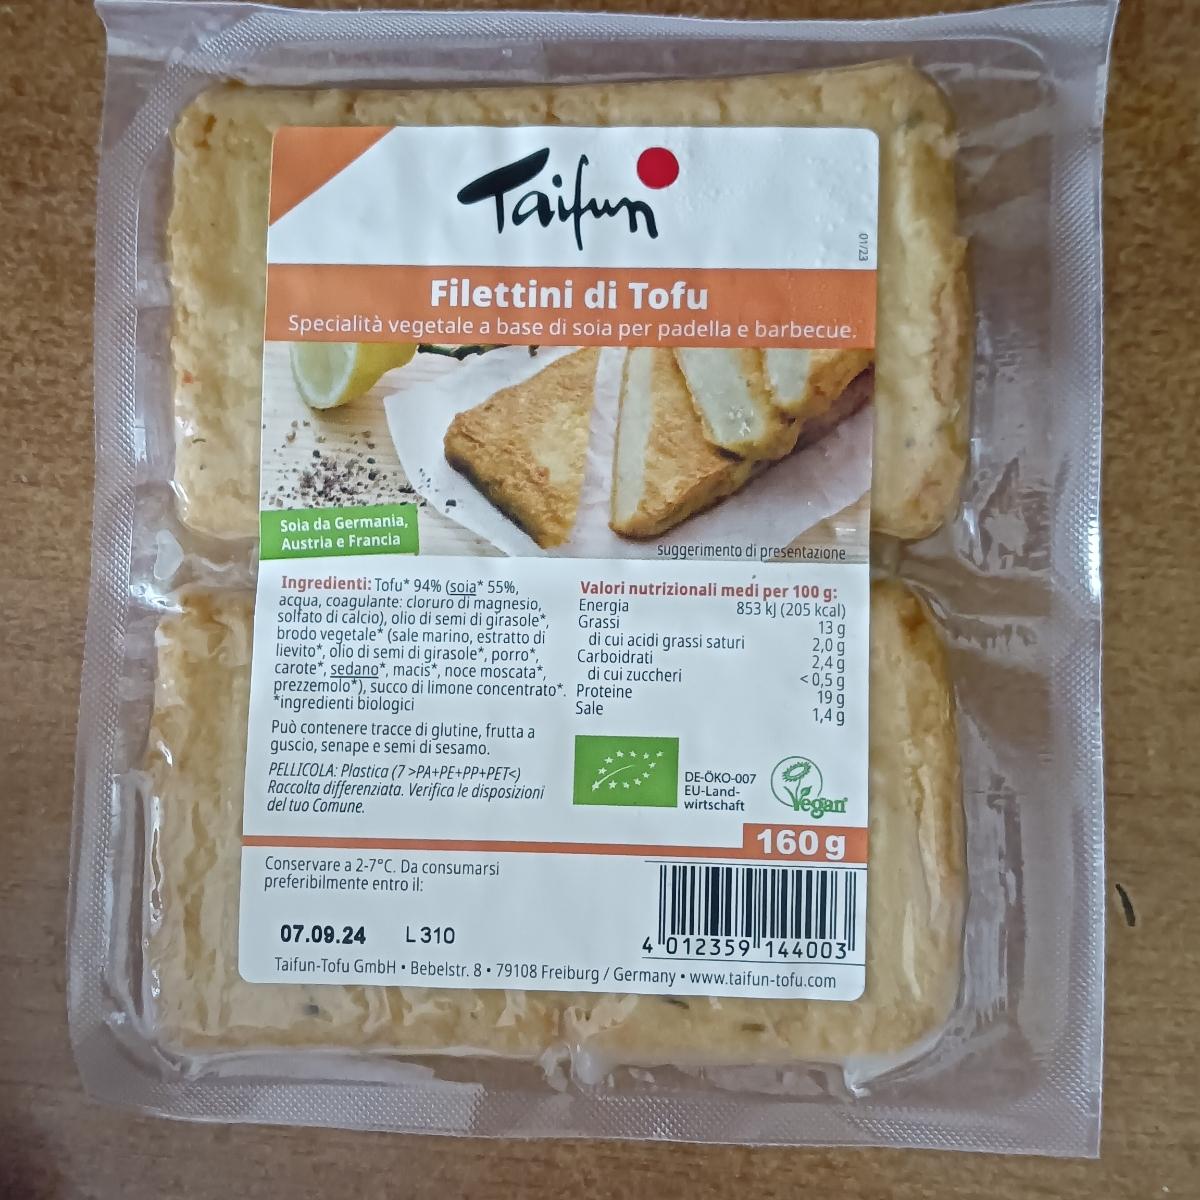 Taifun
01/23
Filettini di Tofu
Specialità vegetale a base di soia per padella e barbecue.
Soia da Germania,
Austria e Francia
suggerimento di presentazione
Ingredienti: Tofu* 94% (soia* 55%,
acqua, coagulante: cloruro di magnesio,
solfato di calcio), olio di semi di girasole*,
brodo vegetale* (sale marino, estratto di
lievito*, olio di semi di girasole*, porro*,
carote*, sedano*, macis*, noce moscata*,
prezzemolo*), succo di limone concentrato*.
*ingredienti biologici
Può contenere tracce di glutine, frutta a
guscio, senape e semi di sesamo.
PELLICOLA: Plastica (7 >PA+PE+PP+PET<)
Raccolta differenziata. Verifica le disposizioni
del tuo Comune.
Valori nutrizionali medi per 100 g:
Energia 853 kJ (205 kcal)
Grassi 13 g
di cui acidi grassi saturi 2,0 g
Carboidrati 2,4 g
di cui zuccheri <0,5 g
Proteine 19 g
Sale 1,4 g
DE-ÖKO-007
EU-Land-
wirtschaft
Vegan
160 g
Conservare a 2-7°C. Da consumarsi
preferibilmente entro il:
07.09.24 L310
4 012359 144003
Taifun-Tofu GmbH • Bebelstr. 8 • 79108 Freiburg / Germany • www.taifun-tofu.com